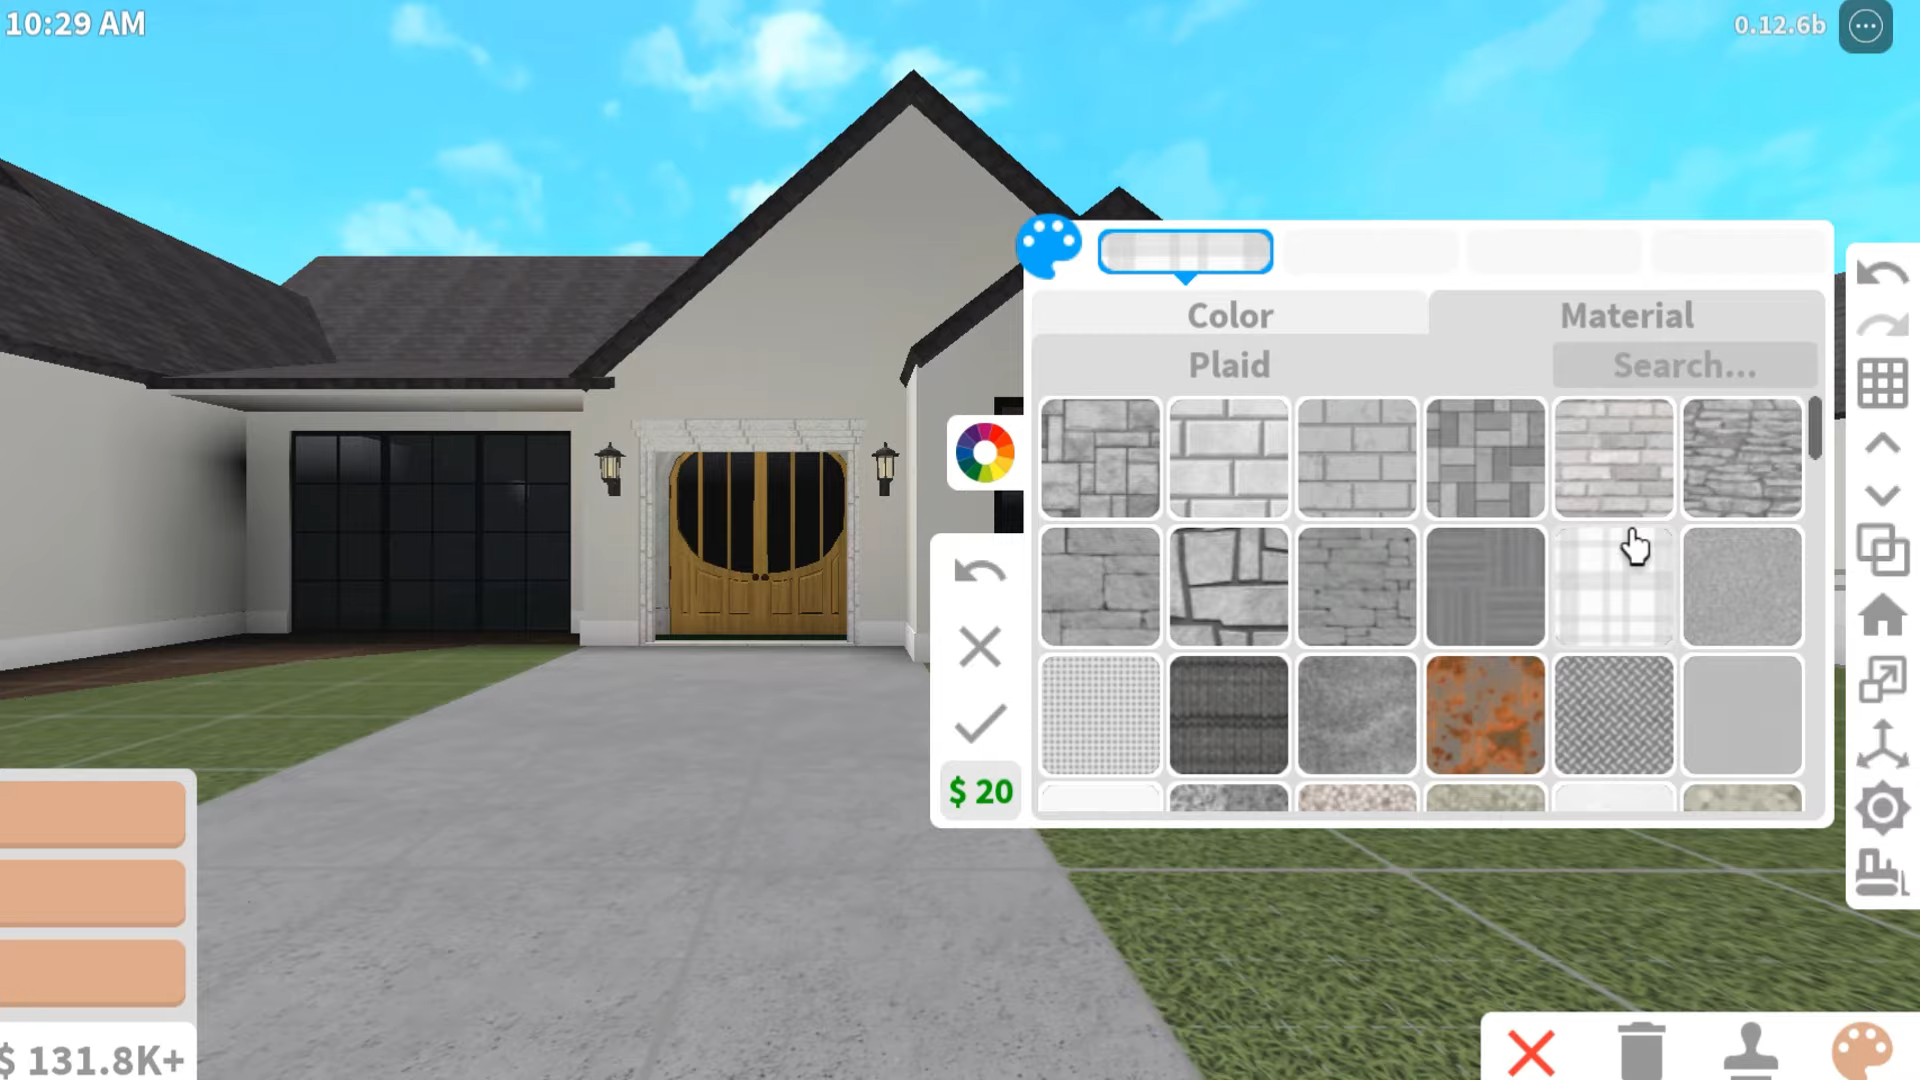 10:29 AM
0.12.6b
Color
Material
Plaid
Search...
$ 20
$ 131.8K+